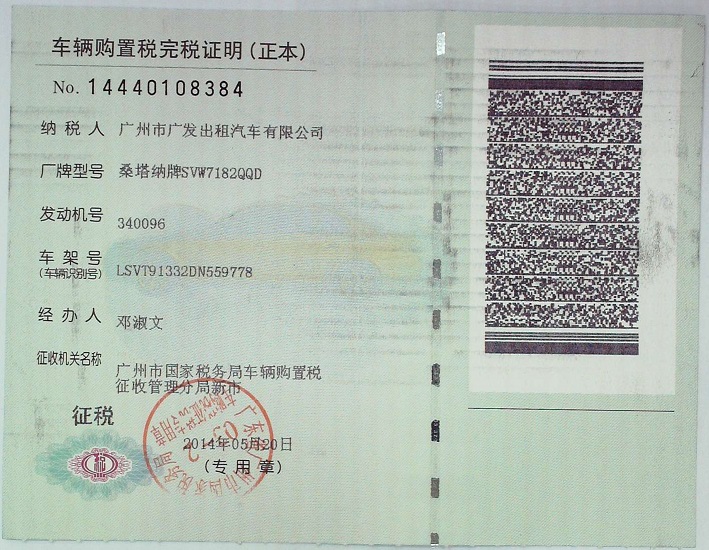 车辆购置税完税证明（正本）
No. 14440108384
纳税人 广州市广发出租汽车有限公司
厂牌型号 桑塔纳牌SVW7182QQD
发动机号 340096
车架号 LSVT91332DN559778
（车辆识别号）
经办人 邓淑文
征收机关名称 广州市国家税务局车辆购置税
征收管理分局新市
征税
2014年05月20日
（专用章）
税